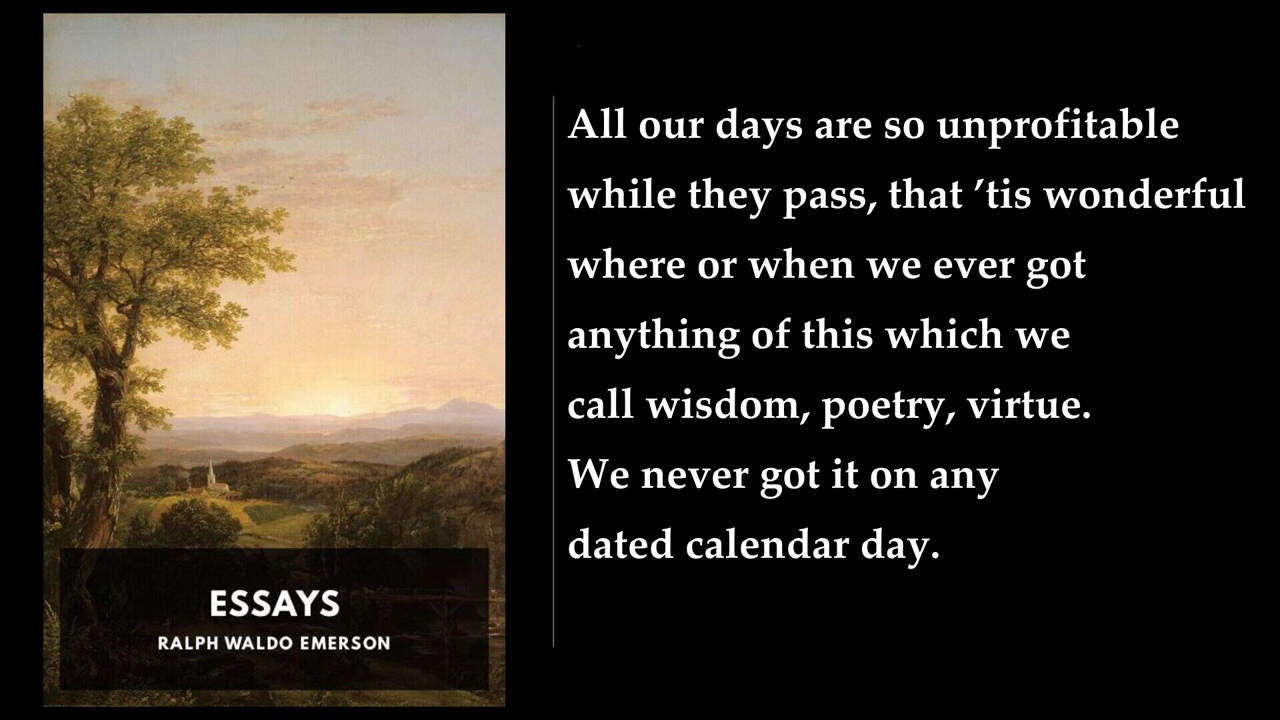 ESSAYS
RALPH WALDO EMERSON
All our days are so unprofitable
while they pass, that ’tis wonderful
where or when we ever got
anything of this which we
call wisdom, poetry, virtue.
We never got it on any
dated calendar day.